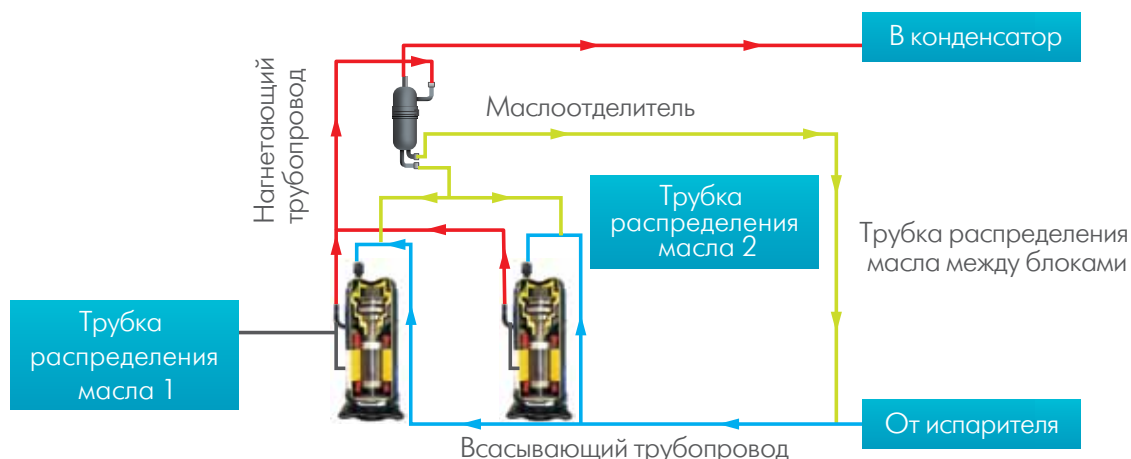 В конденсатор
Нагнетающий
трубопровод
Маслоотделитель
Трубка
распределения
масла 2
Трубка распределения
масла между блоками
Трубка
распределения
масла 1
От испарителя
Всасывающий трубопровод